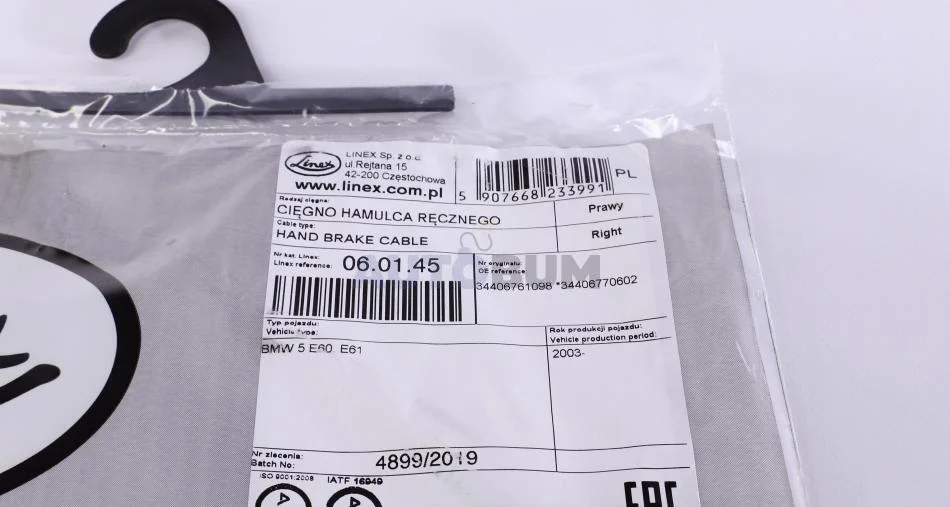 Linex
LINEX Sp. z o.o.
ul.Rejtana 15
42-200 Częstochowa
www.linex.com.pl
5 907668 233991
PL
Rodzaj cięgna:
CIĘGNO HAMULCA RĘCZNEGO
Prawy
Cable type:
HAND BRAKE CABLE
Right
Nr kat. Linex:
Linex reference:
06.01.45
Nr oryginału:
OE reference:
34406761098 *34406770602
AUTOBUM
Typ pojazdu:
Vehicle type:
Rok produkcji pojazdu:
Vehicle production period:
BMW 5 E60 E61
2003-
Nr zlecenia:
Batch No:
4899/2019
ISO 9001:2008
IATF 16949
EAC